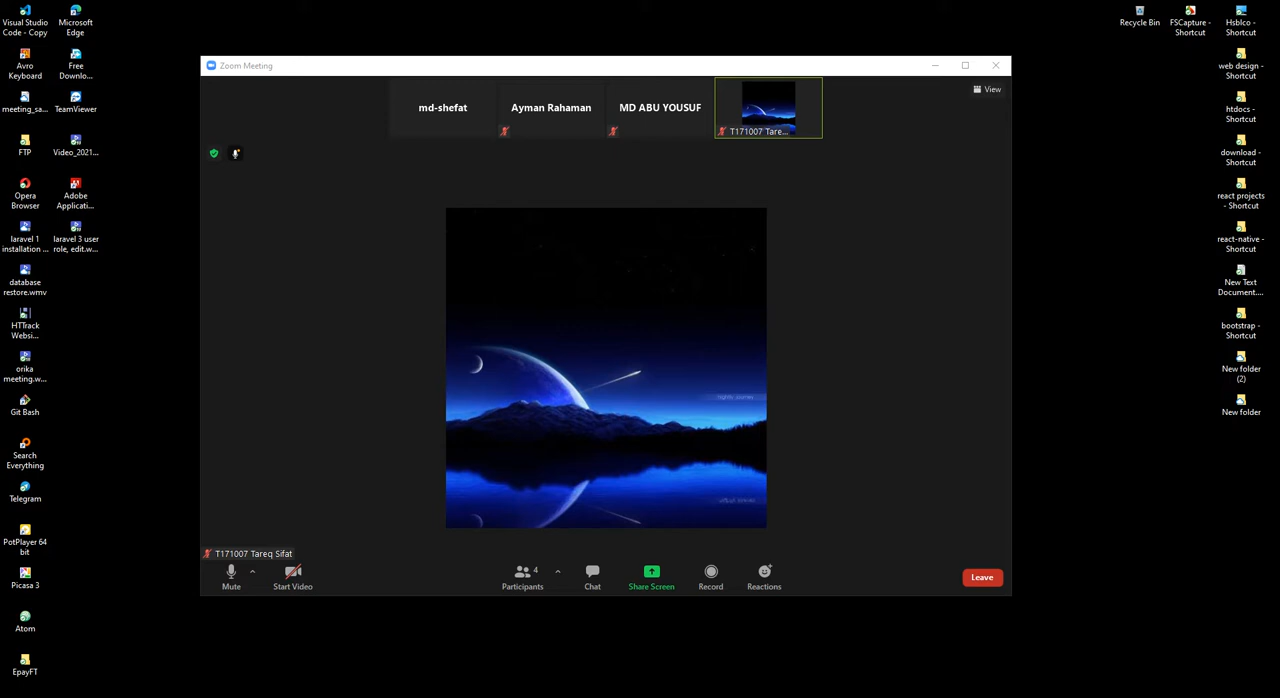 Visual Studio
Code - Copy
Microsoft
Edge
Recycle Bin
FSCapture -
Shortcut
Hsblco -
Shortcut
Avro
Keyboard
Free
Downlo...
web design -
Shortcut
meeting_sa...
TeamViewer
htdocs -
Shortcut
FTP
Video_2021...
download -
Shortcut
Opera
Browser
Adobe
Applicati...
react projects
- Shortcut
laravel 1
installation ...
laravel 3 user
role, edit.w...
react-native -
Shortcut
database
restore.wmv
New Text
Document....
HTTrack
Websi...
bootstrap -
Shortcut
orika
meeting.w...
New folder
(2)
Git Bash
New folder
Search
Everything
Telegram
PotPlayer 64
bit
Picasa 3
Atom
EpayFT
Zoom Meeting
View
md-shefat
Ayman Rahaman
MD ABU YOUSUF
T171007 Tare...
T171007 Tareq Sifat
Mute
Start Video
Participants
4
Chat
Share Screen
Record
Reactions
Leave